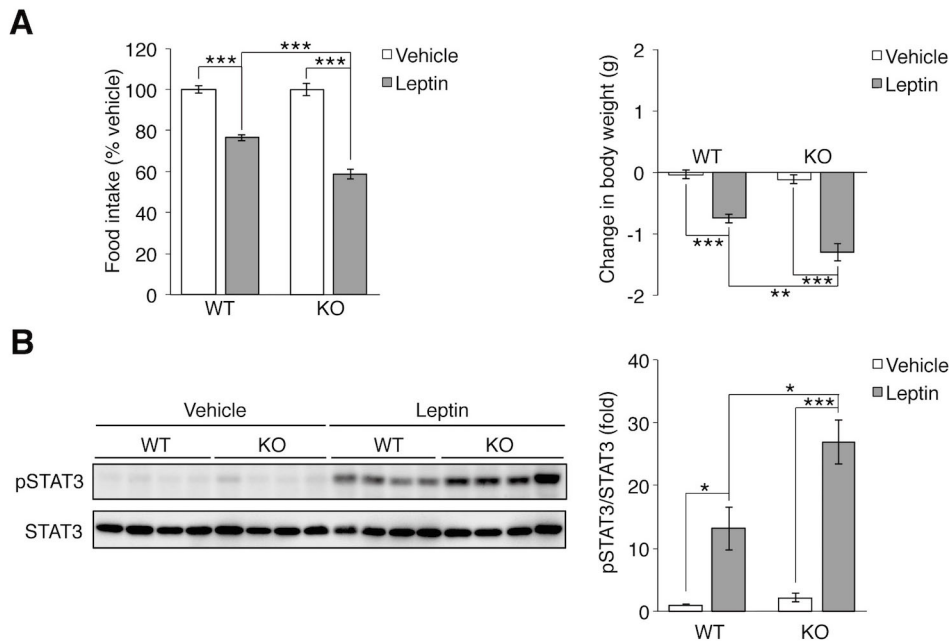 A
Food intake (% vehicle)
120
100
80
60
40
20
0
***
***
***
WT
KO
Vehicle
Leptin
Change in body weight (g)
2
1
0
-1
-2
WT
KO
***
***
**
Vehicle
Leptin
B
Vehicle
Leptin
WT
KO
WT
KO
pSTAT3
STAT3
pSTAT3/STAT3 (fold)
40
30
20
10
0
*
*
***
WT
KO
Vehicle
Leptin